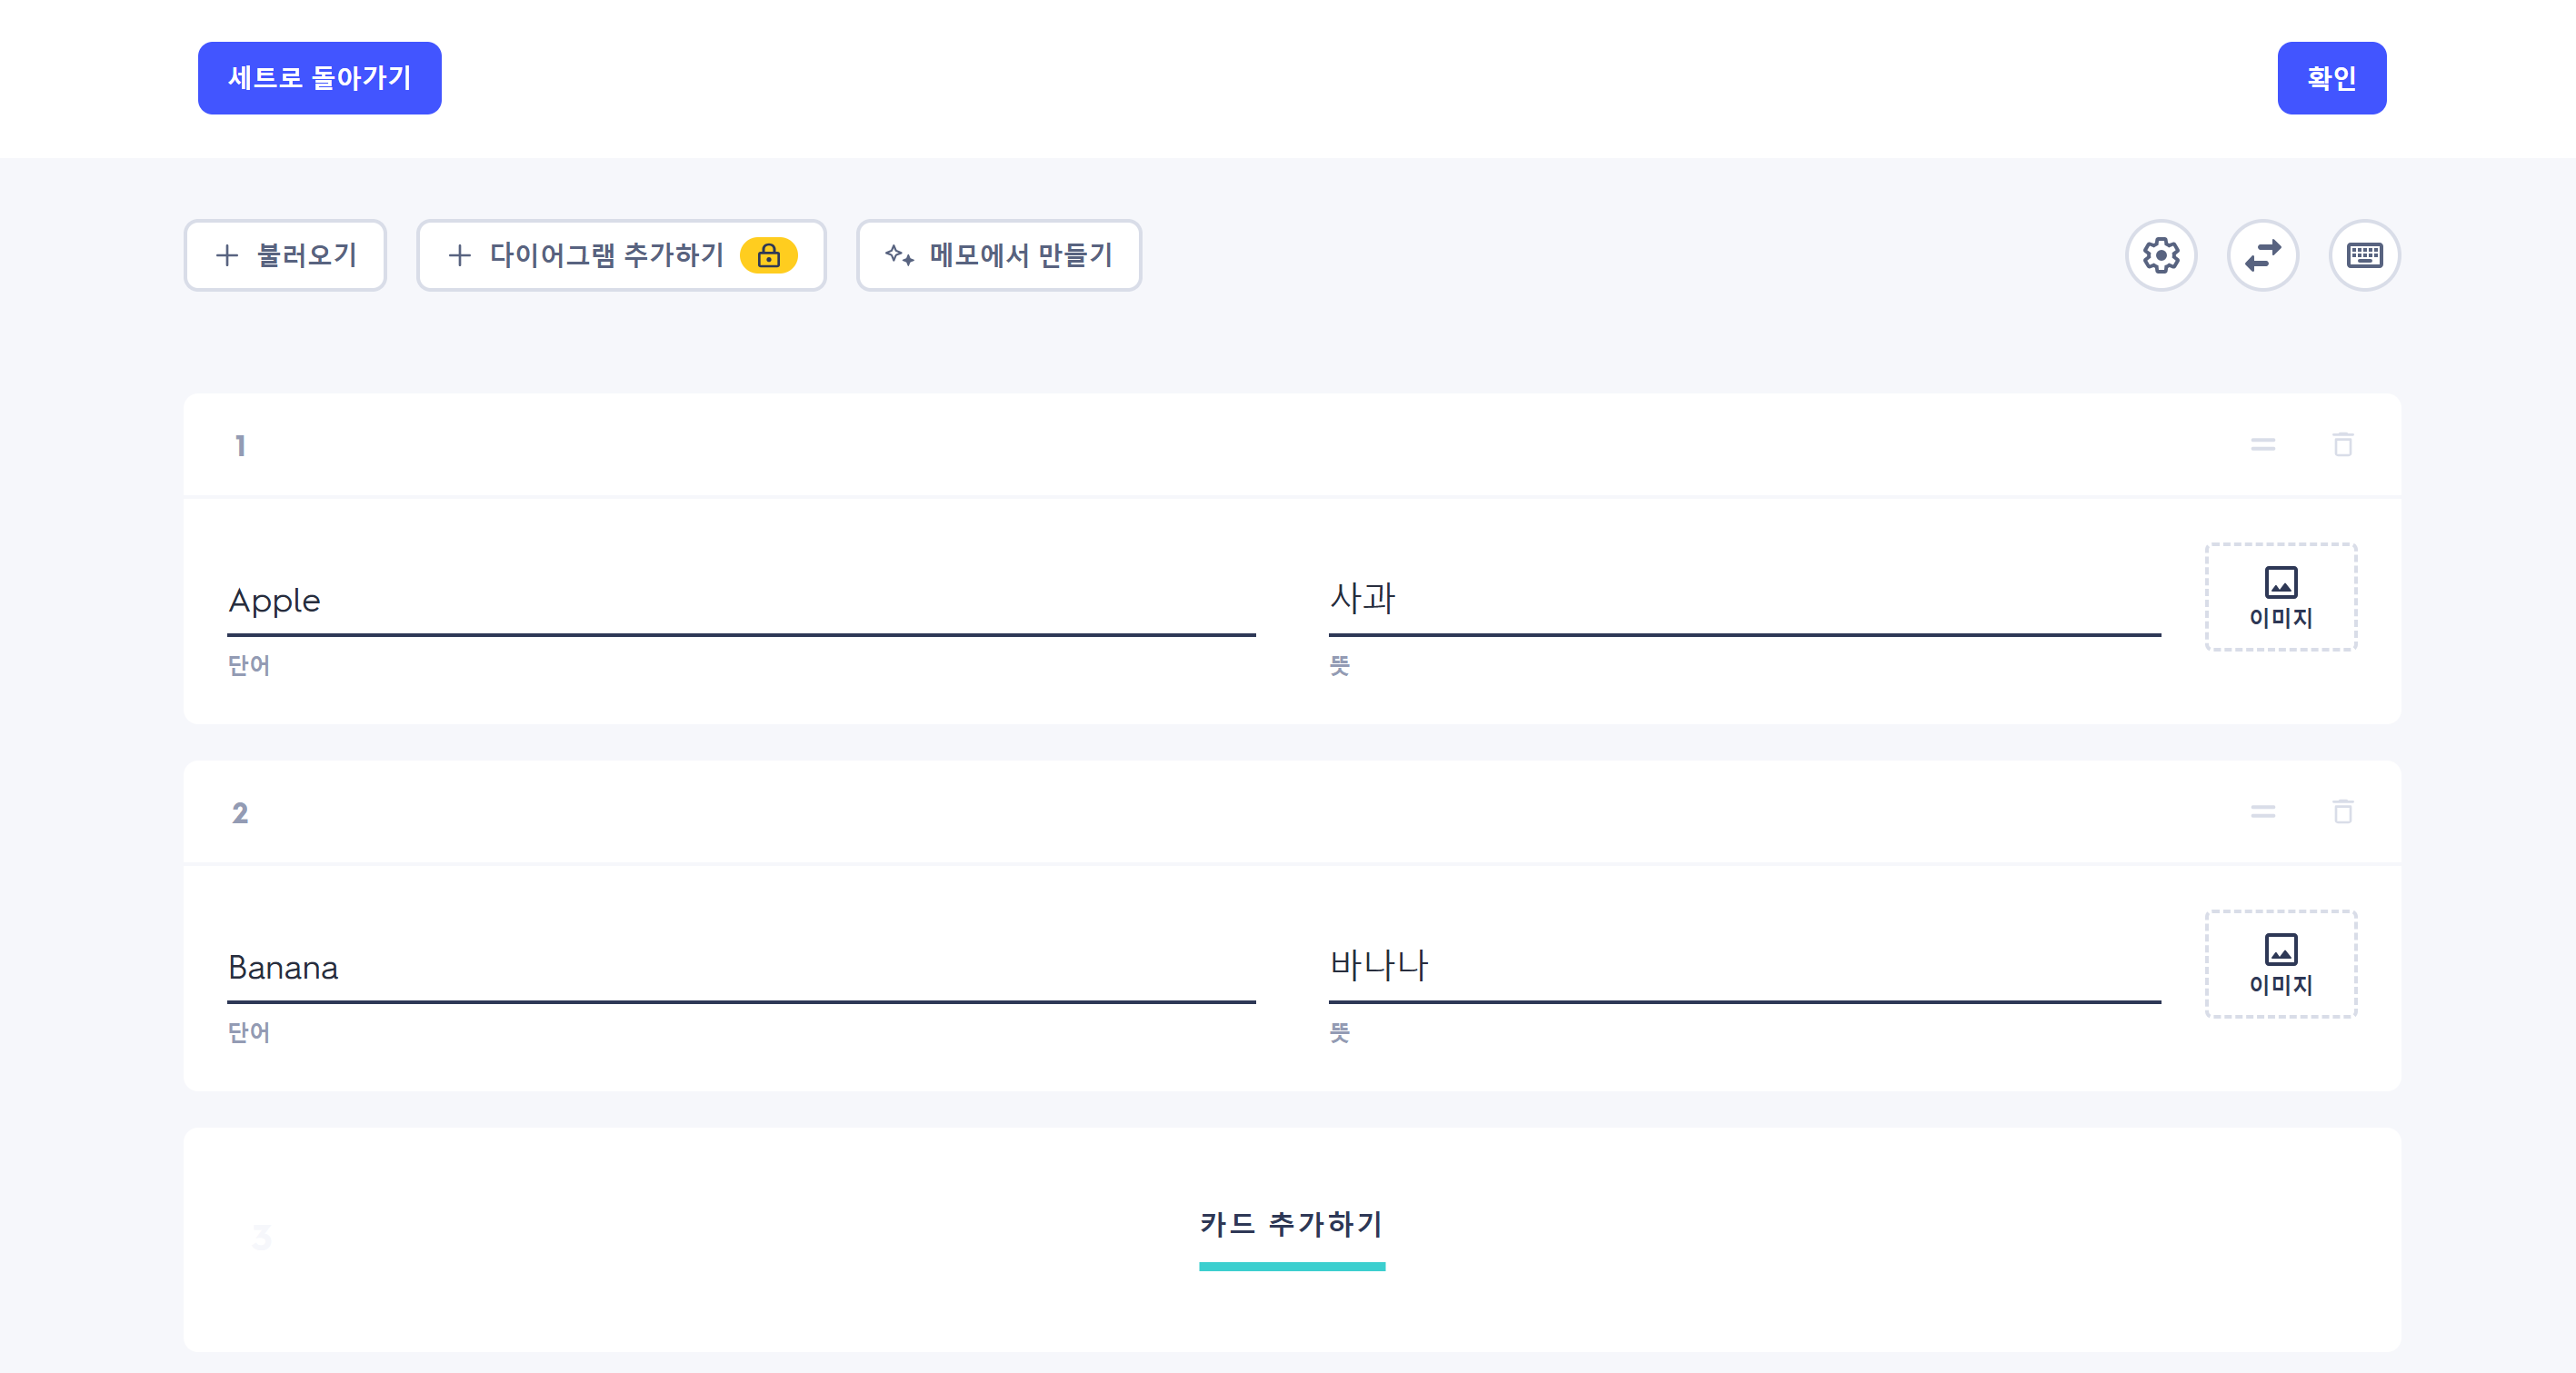 세트로 돌아가기
확인
불러오기
다이어그램 추가하기
메모에서 만들기
1
Apple
사과
이미지
단어
뜻
2
Banana
바나나
이미지
단어
뜻
3
카드 추가하기